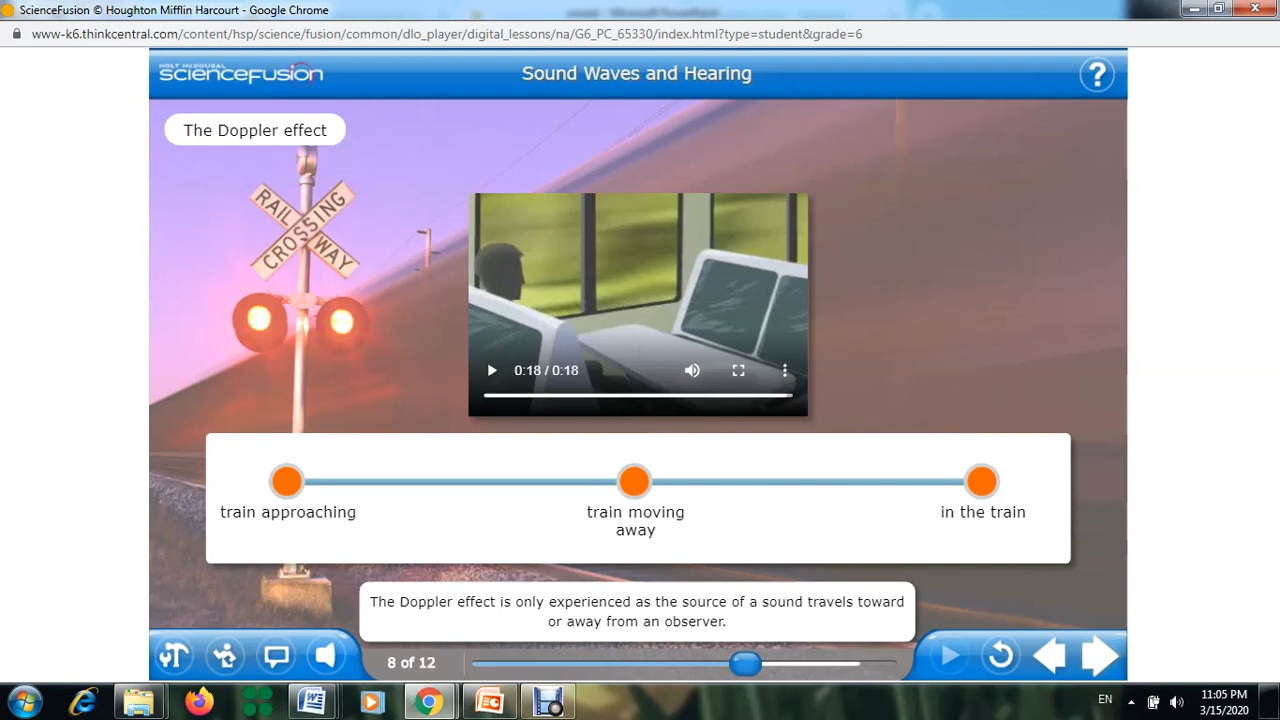 ScienceFusion © Houghton Mifflin Harcourt - Google Chrome
www-k6.thinkcentral.com/content/hsp/science/fusion/common/dlo_player/digital_lessons/na/G6_PC_65330/index.html?type=student&grade=6
HOLT McDOUGAL
SCIENCEFUSION
Sound Waves and Hearing
?
The Doppler effect
RAIL
CROSSING
WAY
0:18 / 0:18
train approaching
train moving
away
in the train
The Doppler effect is only experienced as the source of a sound travels toward
or away from an observer.
8 of 12
EN
11:05 PM
3/15/2020